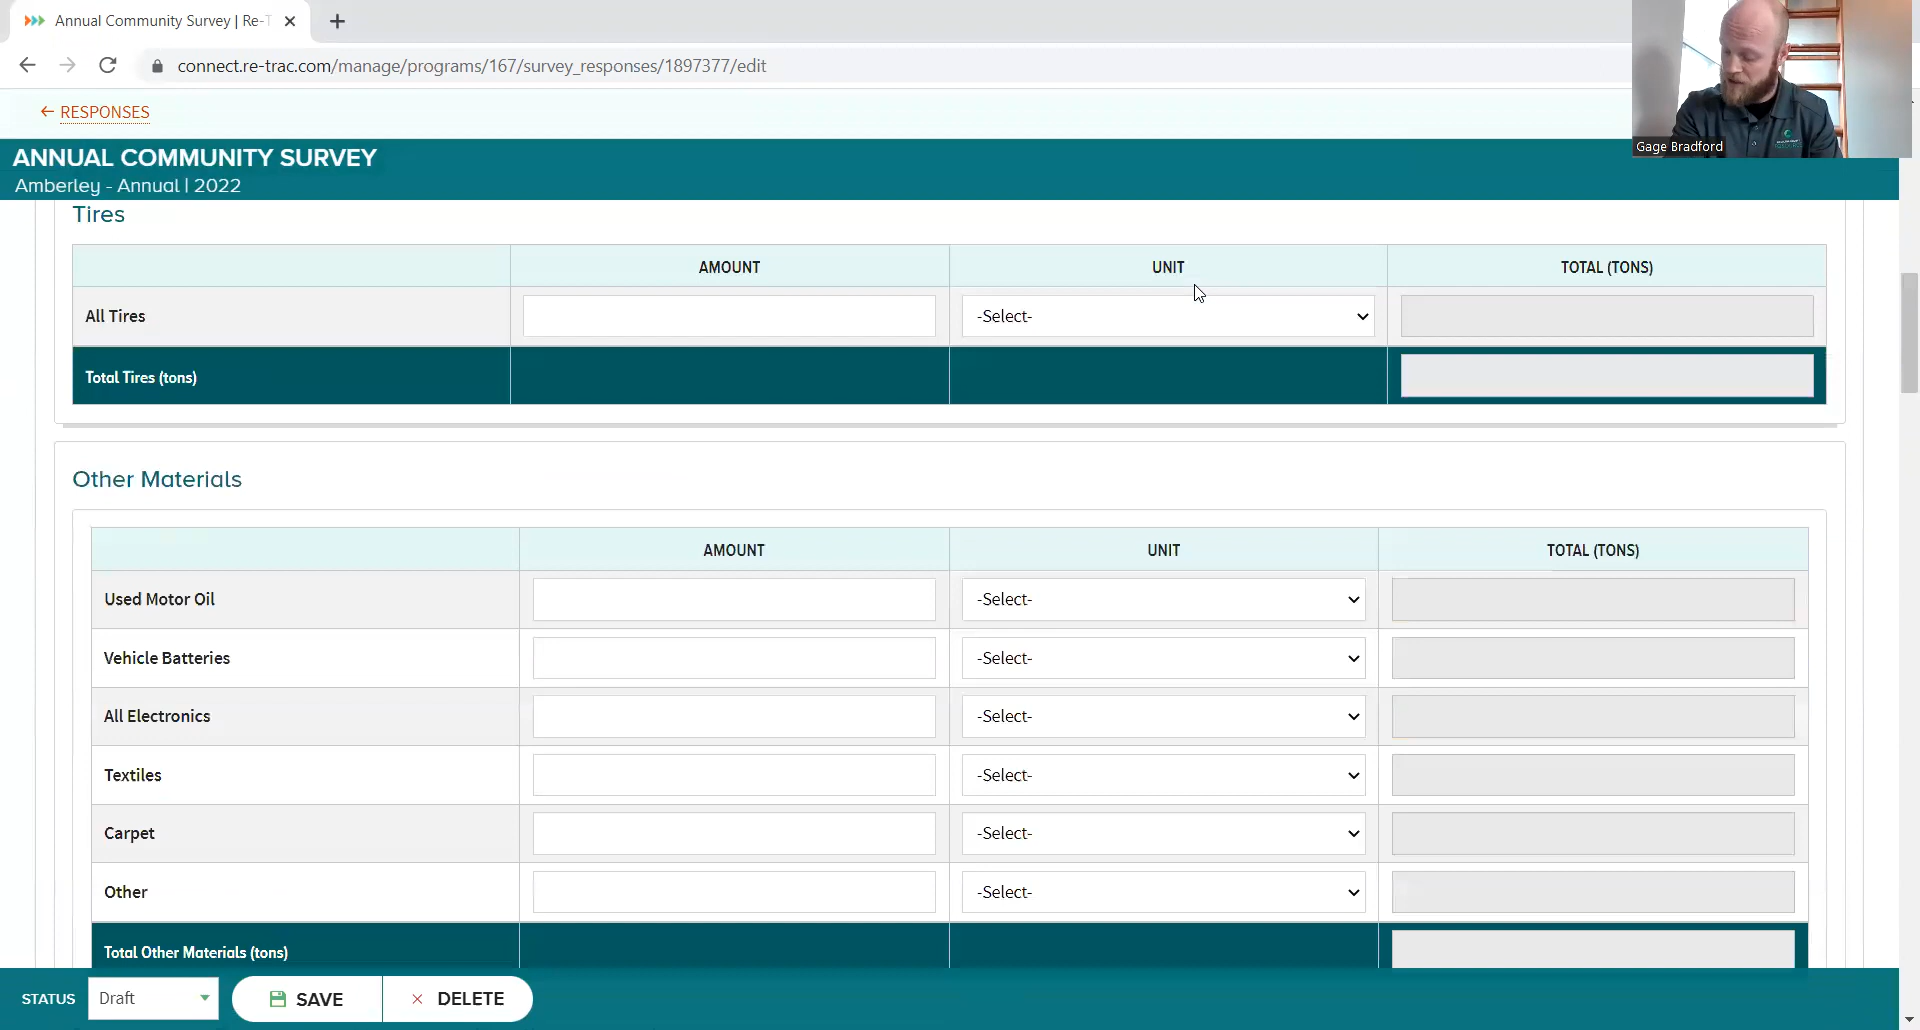 Annual Community Survey | Re-T
connect.re-trac.com/manage/programs/167/survey_responses/1897377/edit
RESPONSES
Gage Bradford
ANNUAL COMMUNITY SURVEY
Amberley - Annual | 2022
Tires
AMOUNT UNIT TOTAL (TONS)
All Tires -Select-
Total Tires (tons)
Other Materials
AMOUNT UNIT TOTAL (TONS)
Used Motor Oil -Select-
Vehicle Batteries -Select-
All Electronics -Select-
Textiles -Select-
Carpet -Select-
Other -Select-
Total Other Materials (tons)
STATUS Draft SAVE DELETE